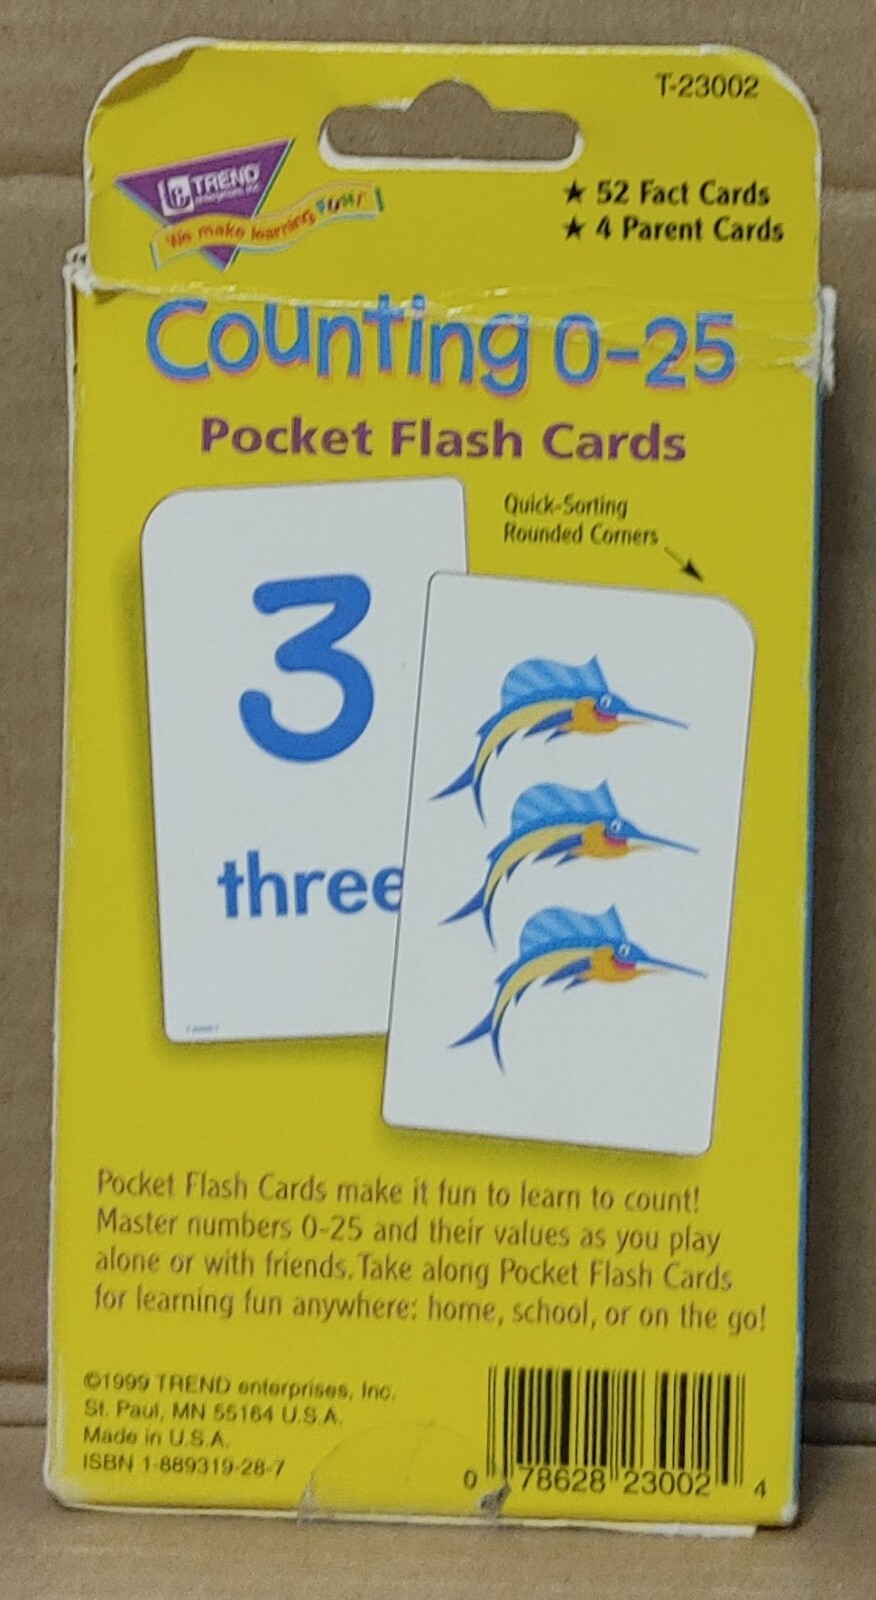 T-23002
TREND
enterprises, inc.
We make learning FUN!
★ 52 Fact Cards
★ 4 Parent Cards
Counting 0-25
Pocket Flash Cards
Quick-Sorting
Rounded Corners
3
three
Pocket Flash Cards make it fun to learn to count!
Master numbers 0-25 and their values as you play
alone or with friends. Take along Pocket Flash Cards
for learning fun anywhere: home, school, or on the go!
©1999 TREND enterprises, Inc.
St. Paul, MN 55164 U.S.A.
Made in U.S.A.
ISBN 1-889319-28-7
0 78628 23002 4